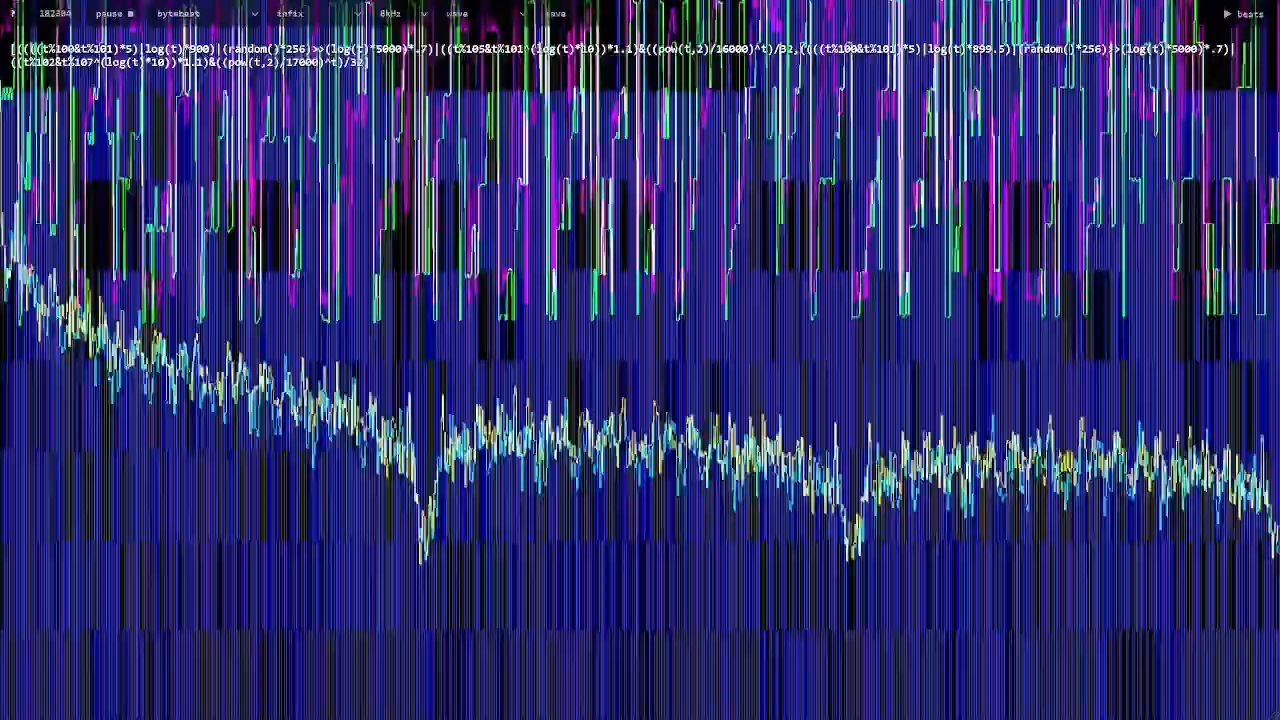 ? 182384 pause bytebeat infix 8kHz wave save beats
[((((t%100&t%101)*5)|log(t)*900)|(random()*256)>>(log(t)*5000)*.7)|((t%105&t%101^(log(t)*10))*1.1)&((pow(t,2)/16000)^t)/32,((((t%100&t%101)*5)|log(t)*899.5)|(random()*256)>>(log(t)*5000)*.7)|
((t%102&t%107^(log(t)*10))*1.1)&((pow(t,2)/17000)^t)/32]